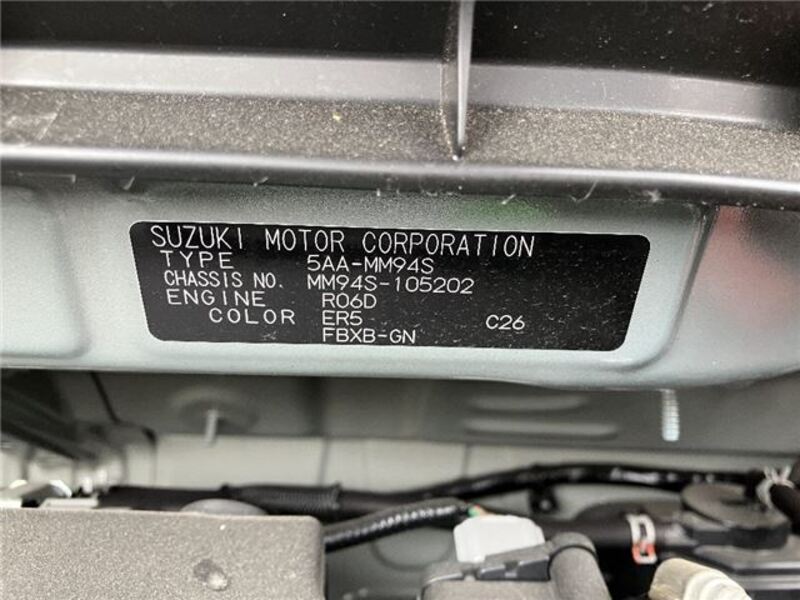 SUZUKI MOTOR CORPORATION
TYPE 5AA-MM94S
CHASSIS NO. MM94S-105202
ENGINE R06D
COLOR ER5 C26
FBXB-GN